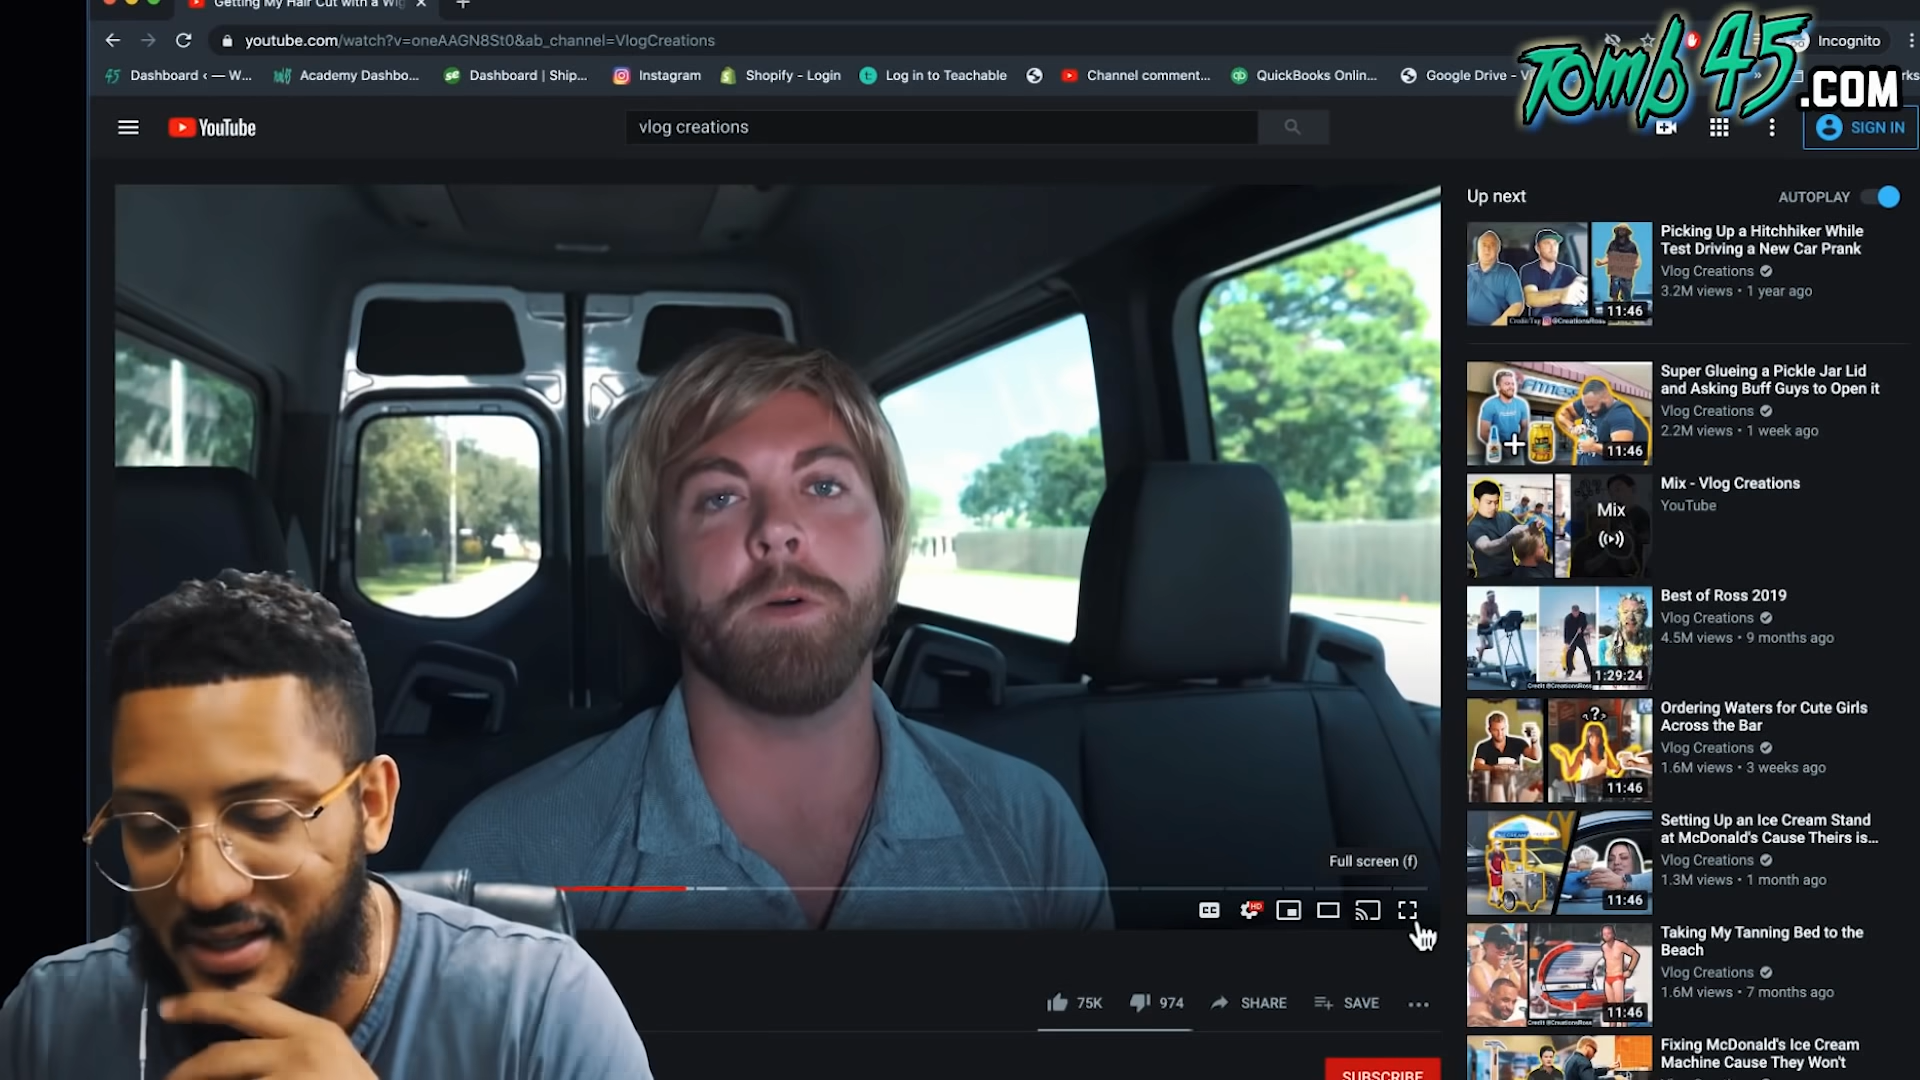 Getting My Hair Cut with a Wig
youtube.com/watch?v=oneAAGN8St0&ab_channel=VlogCreations
Incognito
45 Dashboard ‹ — W...
Academy Dashbo...
Dashboard | Ship...
Instagram
Shopify - Login
Log in to Teachable
Channel comment...
QuickBooks Onlin...
Google Drive -
TOMB 45
.COM
YouTube
vlog creations
SIGN IN
Up next
AUTOPLAY
Picking Up a Hitchhiker While
Test Driving a New Car Prank
Vlog Creations
3.2M views • 1 year ago
11:46
Super Glueing a Pickle Jar Lid
and Asking Buff Guys to Open it
Vlog Creations
2.2M views • 1 week ago
11:46
Mix - Vlog Creations
YouTube
Mix
Best of Ross 2019
Vlog Creations
4.5M views • 9 months ago
1:29:24
Ordering Waters for Cute Girls
Across the Bar
Vlog Creations
1.6M views • 3 weeks ago
11:46
Setting Up an Ice Cream Stand
at McDonald's Cause Theirs is...
Vlog Creations
1.3M views • 1 month ago
11:46
Taking My Tanning Bed to the
Beach
Vlog Creations
1.6M views • 7 months ago
11:46
Fixing McDonald's Ice Cream
Machine Cause They Won't
Full screen (f)
CC
HD
75K
974
SHARE
SAVE
SUBSCRIBE